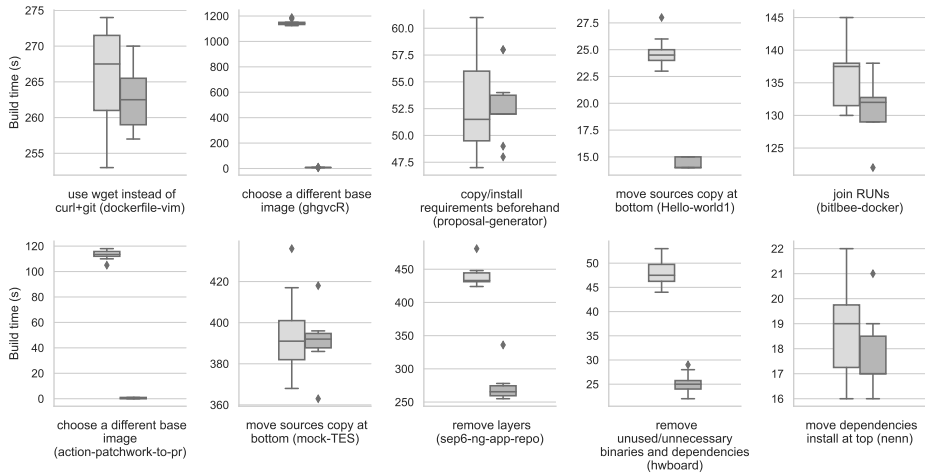 Build time (s)
275
270
265
260
255
use wget instead of
curl+git (dockerfile-vim)
1200
1000
800
600
400
200
0
choose a different base
image (ghgvcR)
60.0
57.5
55.0
52.5
50.0
47.5
copy/install
requirements beforehand
(proposal-generator)
27.5
25.0
22.5
20.0
17.5
15.0
move sources copy at
bottom (Hello-world1)
145
140
135
130
125
join RUNs
(bitlbee-docker)
Build time (s)
120
100
80
60
40
20
0
choose a different base
image
(action-patchwork-to-pr)
420
400
380
360
move sources copy at
bottom (mock-TES)
450
400
350
300
250
remove layers
(sep6-ng-app-repo)
50
45
40
35
30
25
remove
unused/unnecessary
binaries and dependencies
(hwboard)
22
21
20
19
18
17
16
move dependencies
install at top (nenn)